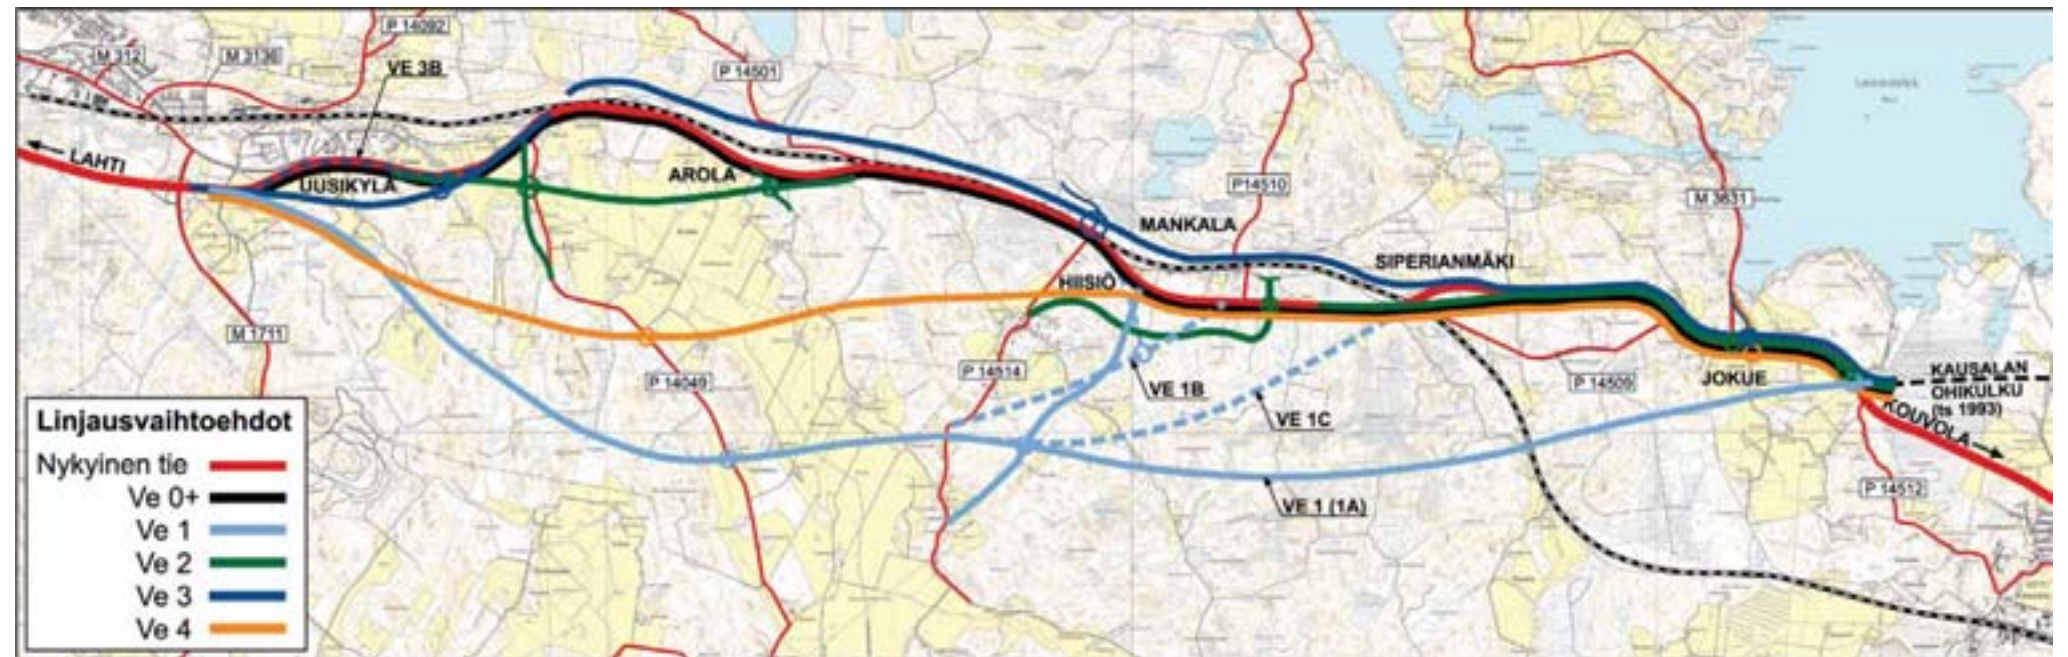 P 14092
M 312
M 3136
VE 3B
P 14501
LAHTI
UUSIKYLÄ
AROLA
P14510
M 3631
MANKALA
SIPERIANMÄKI
HIISIÖ
M 1711
P 14049
P 14514
VE 1B
VE 1C
P 14509
JOKUE
KAUSALAN
OHIKULKU
(ts 1993)
KOUVOLA
VE 1 (1A)
P 14512
Linjausvaihtoehdot
Nykyinen tie
Ve 0+
Ve 1
Ve 2
Ve 3
Ve 4